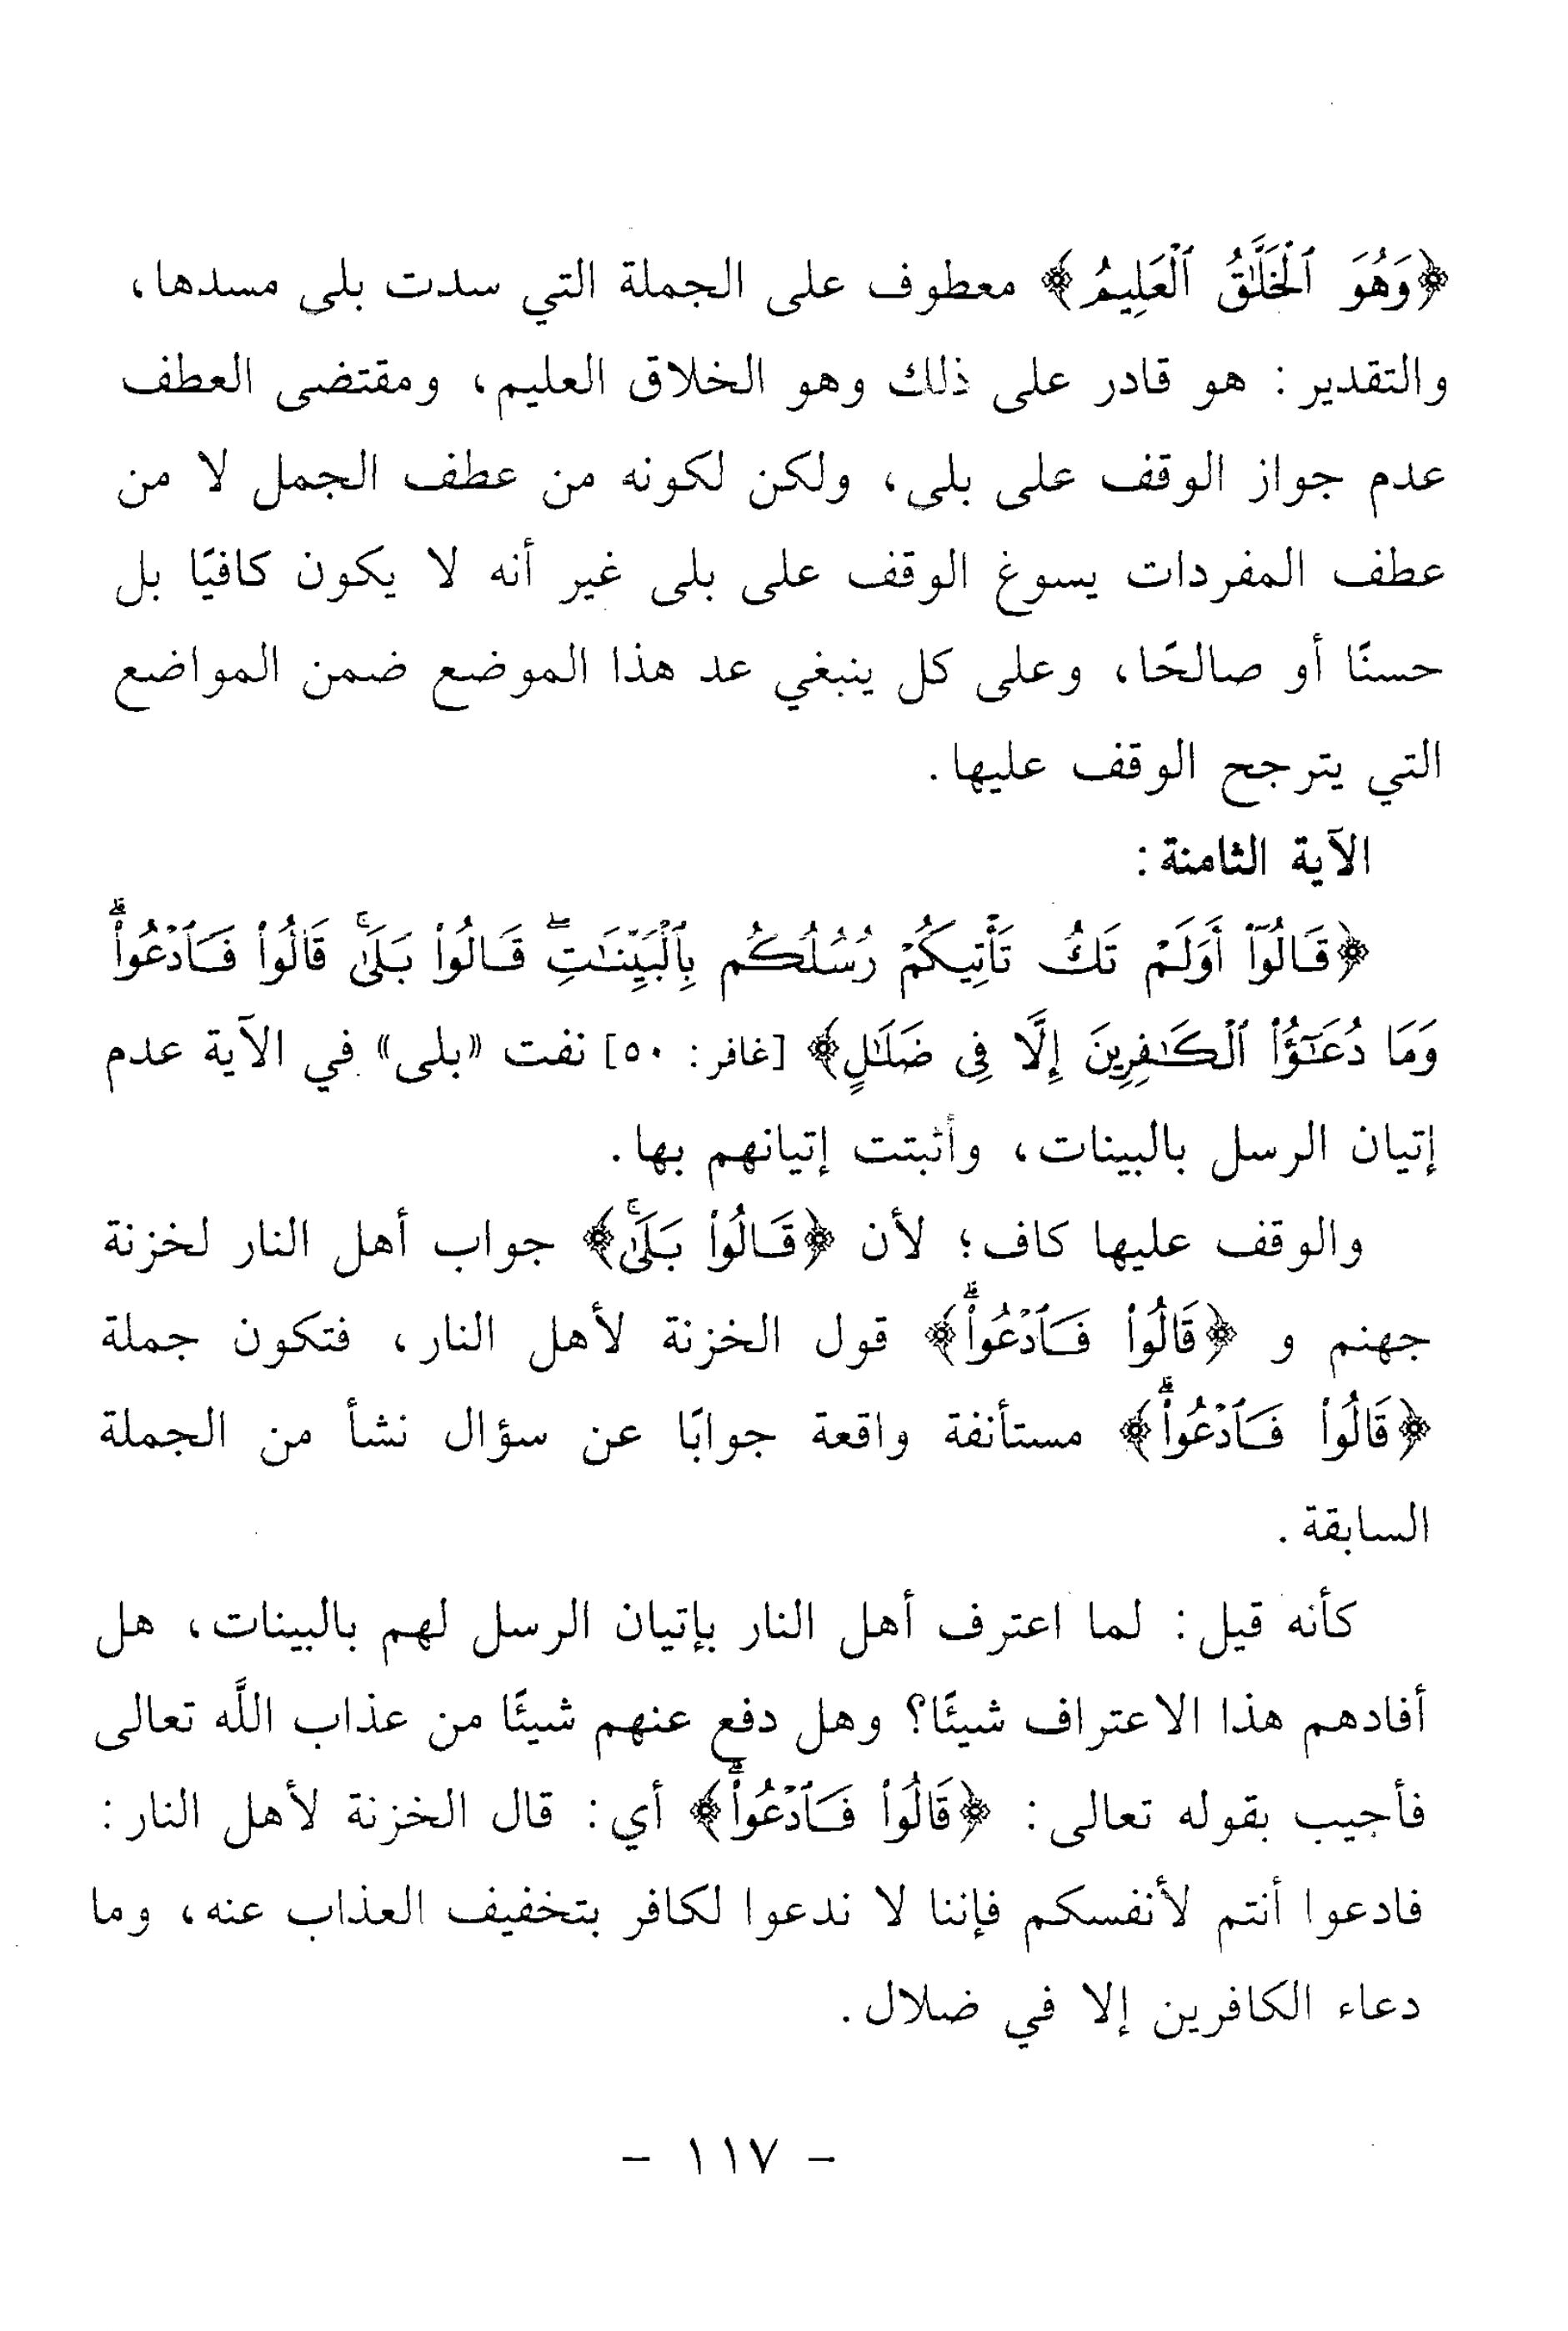 ﴿وَهُوَ ٱلْخَلَّٰقُ ٱلْعَلِيمُ﴾ معطوف على الجملة التي سدت بلى مسدها،
والتقدير: هو قادر على ذلك وهو الخلاق العليم، ومقتضى العطف
عدم جواز الوقف على بلى، ولكن لكونه من عطف الجمل لا من
عطف المفردات يسوغ الوقف على بلى غير أنه لا يكون كافيًا بل
حسنًا أو صالحًا، وعلى كل ينبغي عد هذا الموضع ضمن المواضع
التي يترجح الوقف عليها.
الآية الثامنة:
﴿قَالُوٓا۟ أَوَلَمْ تَكُ تَأْتِيكُمْ رُسُلُكُم بِٱلْبَيِّنَٰتِ ۖ قَالُوا۟ بَلَىٰ ۚ قَالُوا۟ فَٱدْعُوا۟ ۗ
وَمَا دُعَٰٓؤُا۟ ٱلْكَٰفِرِينَ إِلَّا فِى ضَلَٰلٍ﴾ [غافر: ٥٠] نفت «بلى» في الآية عدم
إتيان الرسل بالبينات، وأثبتت إتيانهم بها.
والوقف عليها كاف؛ لأن ﴿قَالُوا۟ بَلَىٰ ۚ﴾ جواب أهل النار لخزنة
جهنم و ﴿قَالُوا۟ فَٱدْعُوا۟ ۗ﴾ قول الخزنة لأهل النار، فتكون جملة
﴿قَالُوا۟ فَٱدْعُوا۟ ۗ﴾ مستأنفة واقعة جوابًا عن سؤال نشأ من الجملة
السابقة.
كأنه قيل: لما اعترف أهل النار بإتيان الرسل لهم بالبينات، هل
أفادهم هذا الاعتراف شيئًا؟ وهل دفع عنهم شيئًا من عذاب اللَّه تعالى
فأجيب بقوله تعالى: ﴿قَالُوا۟ فَٱدْعُوا۟ ۗ﴾ أي: قال الخزنة لأهل النار:
فادعوا أنتم لأنفسكم فإننا لا ندعوا لكافر بتخفيف العذاب عنه، وما
دعاء الكافرين إلا في ضلال.
- ١١٧ -